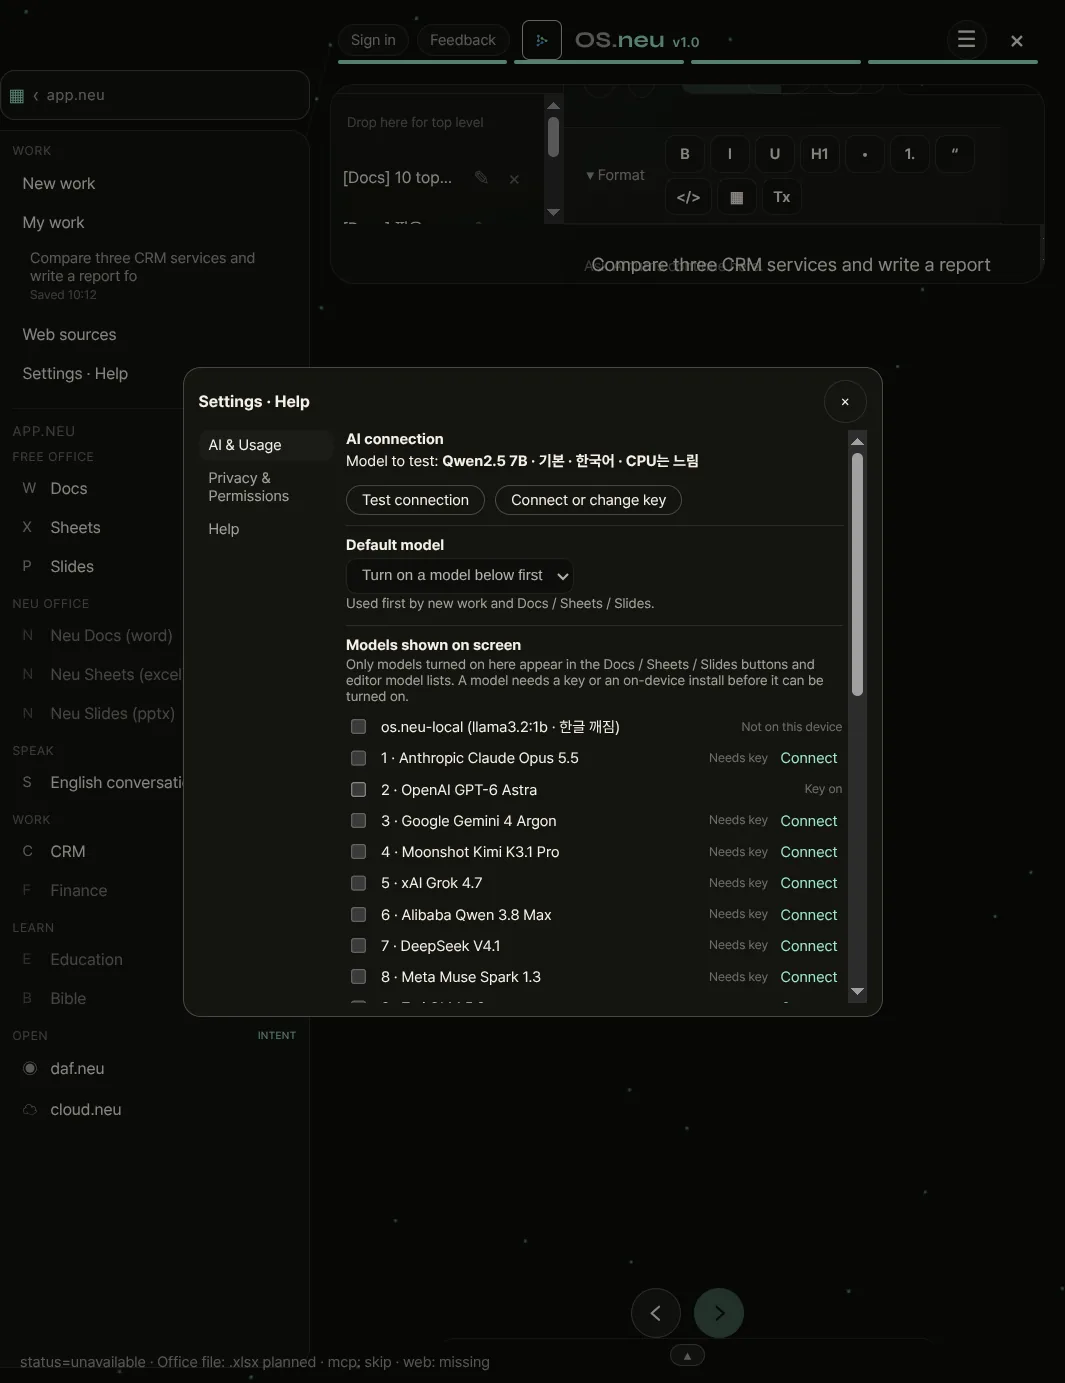 Sign in
Feedback
OS.neu v1.0
‹ app.neu
WORK
New work
My work
Compare three CRM services and
write a report fo
Saved 10:12
Web sources
Settings · Help
APP.NEU
FREE OFFICE
W Docs
X Sheets
P Slides
NEU OFFICE
N Neu Docs (word)
N Neu Sheets (excel
N Neu Slides (pptx)
SPEAK
S English conversati
WORK
C CRM
F Finance
LEARN
E Education
B Bible
OPEN
INTENT
daf.neu
cloud.neu
Drop here for top level
[Docs] 10 top...
▾ Format
B I U H1 • 1. “
</> ▦ Tx
Compare three CRM services and write a report
Settings · Help
×
AI & Usage
Privacy &
Permissions
Help
AI connection
Model to test: Qwen2.5 7B · 기본 · 한국어 · CPU는 느림
Test connection
Connect or change key
Default model
Turn on a model below first
Used first by new work and Docs / Sheets / Slides.
Models shown on screen
Only models turned on here appear in the Docs / Sheets / Slides buttons and
editor model lists. A model needs a key or an on-device install before it can be
turned on.
os.neu-local (llama3.2:1b · 한글 깨짐) Not on this device
1 · Anthropic Claude Opus 5.5 Needs key Connect
2 · OpenAI GPT-6 Astra Key on
3 · Google Gemini 4 Argon Needs key Connect
4 · Moonshot Kimi K3.1 Pro Needs key Connect
5 · xAI Grok 4.7 Needs key Connect
6 · Alibaba Qwen 3.8 Max Needs key Connect
7 · DeepSeek V4.1 Needs key Connect
8 · Meta Muse Spark 1.3 Needs key Connect
status=unavailable · Office file: .xlsx planned · mcp: skip · web: missing